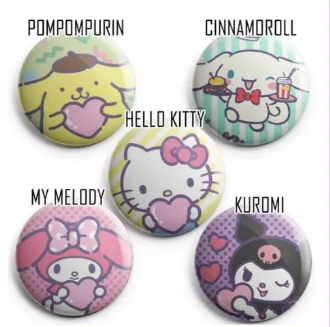 POMPOMPURIN
CINNAMOROLL
HELLO KITTY
MY MELODY
KUROMI